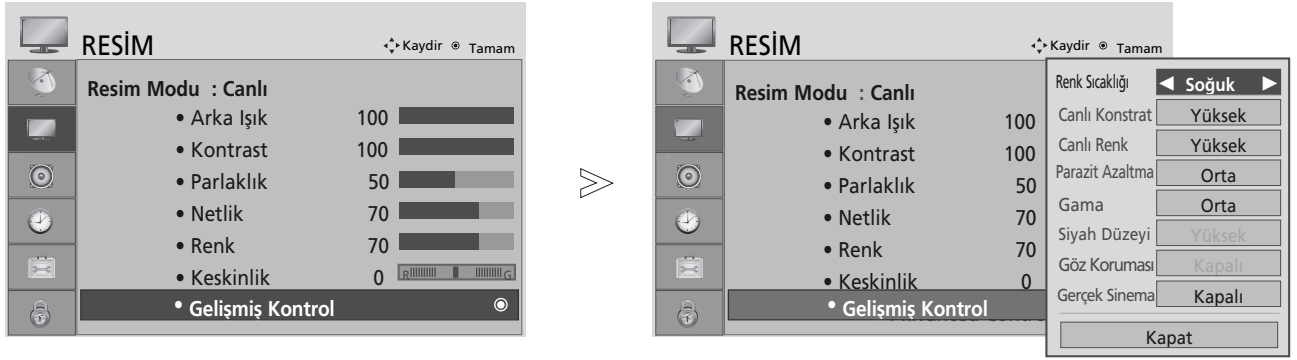 RESİM
Kaydir Tamam
Resim Modu : Canlı
• Arka Işık 100
• Kontrast 100
• Parlaklık 50
• Netlik 70
• Renk 70
• Keskinlik 0 R G
• Gelişmiş Kontrol
RESİM
Kaydir Tamam
Resim Modu : Canlı
• Arka Işık 100
• Kontrast 100
• Parlaklık 50
• Netlik 70
• Renk 70
• Keskinlik 0
• Gelişmiş Kontrol
Renk Sıcaklığı ◀ Soğuk ▶
Canlı Konstrat Yüksek
Canlı Renk Yüksek
Parazit Azaltma Orta
Gama Orta
Siyah Düzeyi Yüksek
Göz Koruması Kapalı
Gerçek Sinema Kapalı
Kapat